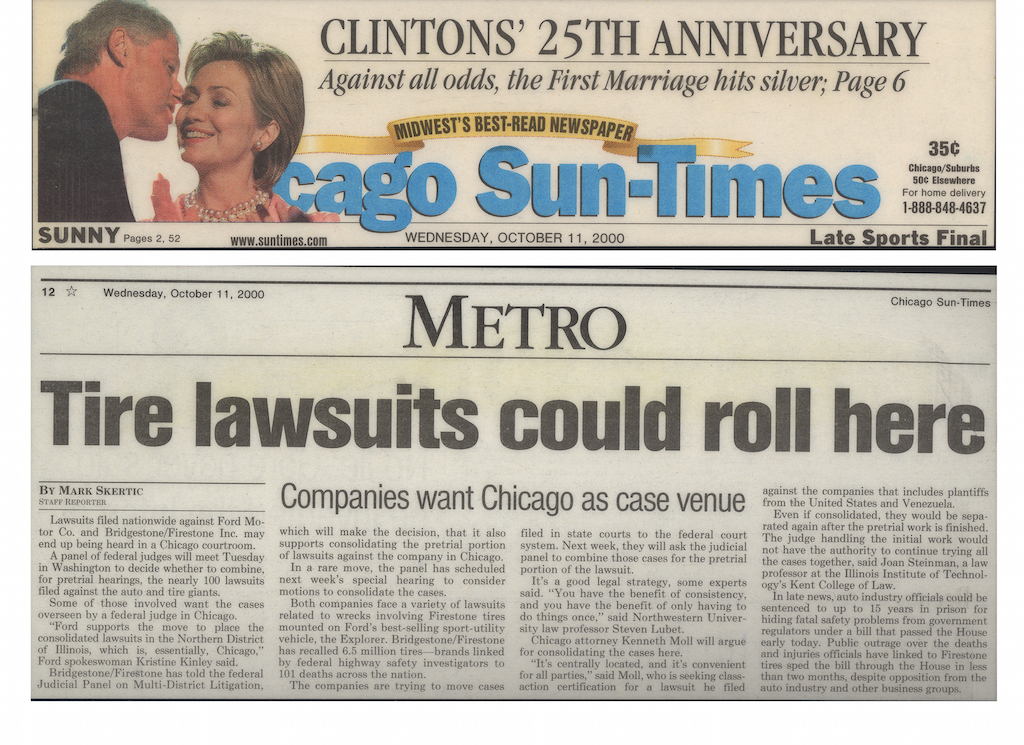 CLINTONS' 25TH ANNIVERSARY
Against all odds, the First Marriage hits silver; Page 6
MIDWEST'S BEST-READ NEWSPAPER
cago Sun-Times
35¢
Chicago/Suburbs
50¢ Elsewhere
For home delivery
1-888-848-4637
SUNNY Pages 2, 52
www.suntimes.com
WEDNESDAY, OCTOBER 11, 2000
Late Sports Final
12 ☆ Wednesday, October 11, 2000
METRO
Chicago Sun-Times
Tire lawsuits could roll here
BY MARK SKERTIC
STAFF REPORTER
Companies want Chicago as case venue
Lawsuits filed nationwide against Ford Mo-
tor Co. and Bridgestone/Firestone Inc. may
end up being heard in a Chicago courtroom.
A panel of federal judges will meet Tuesday
in Washington to decide whether to combine,
for pretrial hearings, the nearly 100 lawsuits
filed against the auto and tire giants.
Some of those involved want the cases
overseen by a federal judge in Chicago.
"Ford supports the move to place the
consolidated lawsuits in the Northern District
of Illinois, which is, essentially, Chicago,"
Ford spokeswoman Kristine Kinley said.
Bridgestone/Firestone has told the federal
Judicial Panel on Multi-District Litigation,
which will make the decision, that it also
supports consolidating the pretrial portion
of lawsuits against the company in Chicago.
In a rare move, the panel has scheduled
next week's special hearing to consider
motions to consolidate the cases.
Both companies face a variety of lawsuits
related to wrecks involving Firestone tires
mounted on Ford's best-selling sport-utility
vehicle, the Explorer. Bridgestone/Firestone
has recalled 6.5 million tires—brands linked
by federal highway safety investigators to
101 deaths across the nation.
The companies are trying to move cases
filed in state courts to the federal court
system. Next week, they will ask the judicial
panel to combine those cases for the pretrial
portion of the lawsuit.
It's a good legal strategy, some experts
said. "You have the benefit of consistency,
and you have the benefit of only having to
do things once," said Northwestern Univer-
sity law professor Steven Lubet.
Chicago attorney Kenneth Moll will argue
for consolidating the cases here.
"It's centrally located, and it's convenient
for all parties," said Moll, who is seeking class-
action certification for a lawsuit he filed
against the companies that includes plantiffs
from the United States and Venezuela.
Even if consolidated, they would be sepa-
rated again after the pretrial work is finished.
The judge handling the initial work would
not have the authority to continue trying all
the cases together, said Joan Steinman, a law
professor at the Illinois Institute of Technol-
ogy's Kent College of Law.
In late news, auto industry officials could be
sentenced to up to 15 years in prison for
hiding fatal safety problems from government
regulators under a bill that passed the House
early today. Public outrage over the deaths
and injuries officials have linked to Firestone
tires sped the bill through the House in less
than two months, despite opposition from the
auto industry and other business groups.